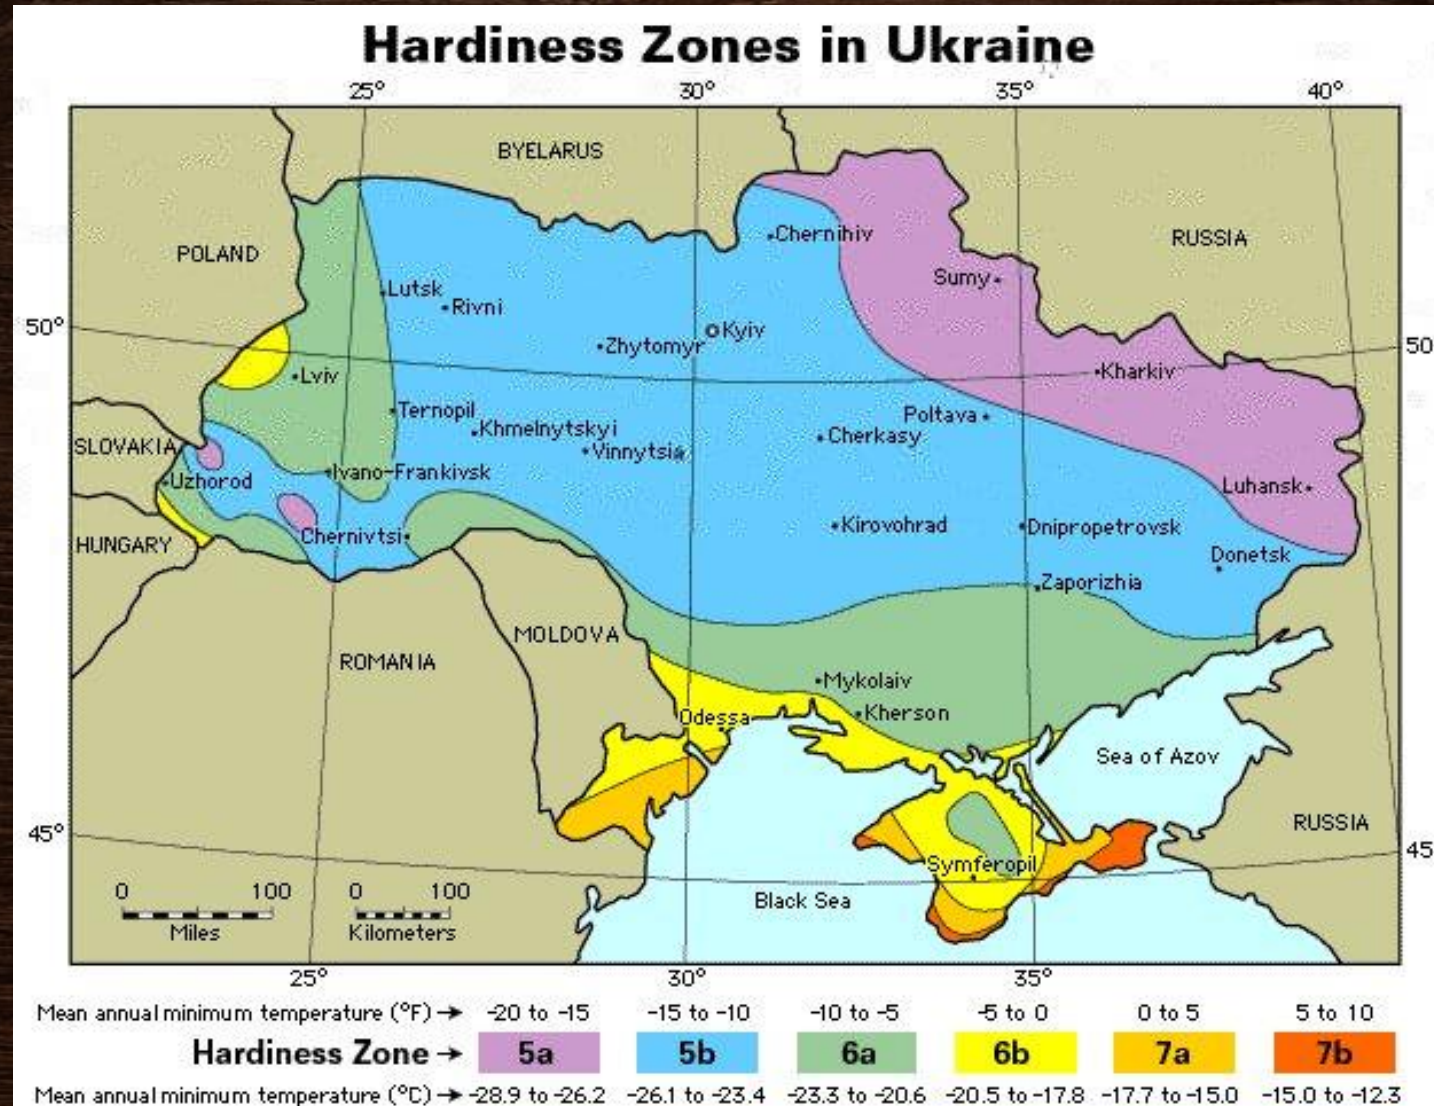 Hardiness Zones in Ukraine
25° 30° 35° 40°
BYELARUS
POLAND
RUSSIA
Chernihiv
Sumy
Lutsk
Rivni
50°
Kyiv
Zhytomyr
50
Lviv
Kharkiv
Ternopil
Poltava
Khmelnytskyi
Cherkasy
SLOVAKIA
Vinnytsia
Ivano-Frankivsk
Uzhorod
Luhansk
Kirovohrad
Dnipropetrovsk
Chernivtsi
HUNGARY
Donetsk
Zaporizhia
MOLDOVA
ROMANIA
Mykolaiv
Kherson
Odessa
Sea of Azov
45°
RUSSIA
45
Symferopil
0 100 0 100
Black Sea
Miles Kilometers
25° 30° 35°
Mean annual minimum temperature (°F) → -20 to -15 -15 to -10 -10 to -5 -5 to 0 0 to 5 5 to 10
Hardiness Zone → 5a 5b 6a 6b 7a 7b
Mean annual minimum temperature (°C) → -28.9 to -26.2 -26.1 to -23.4 -23.3 to -20.6 -20.5 to -17.8 -17.7 to -15.0 -15.0 to -12.3